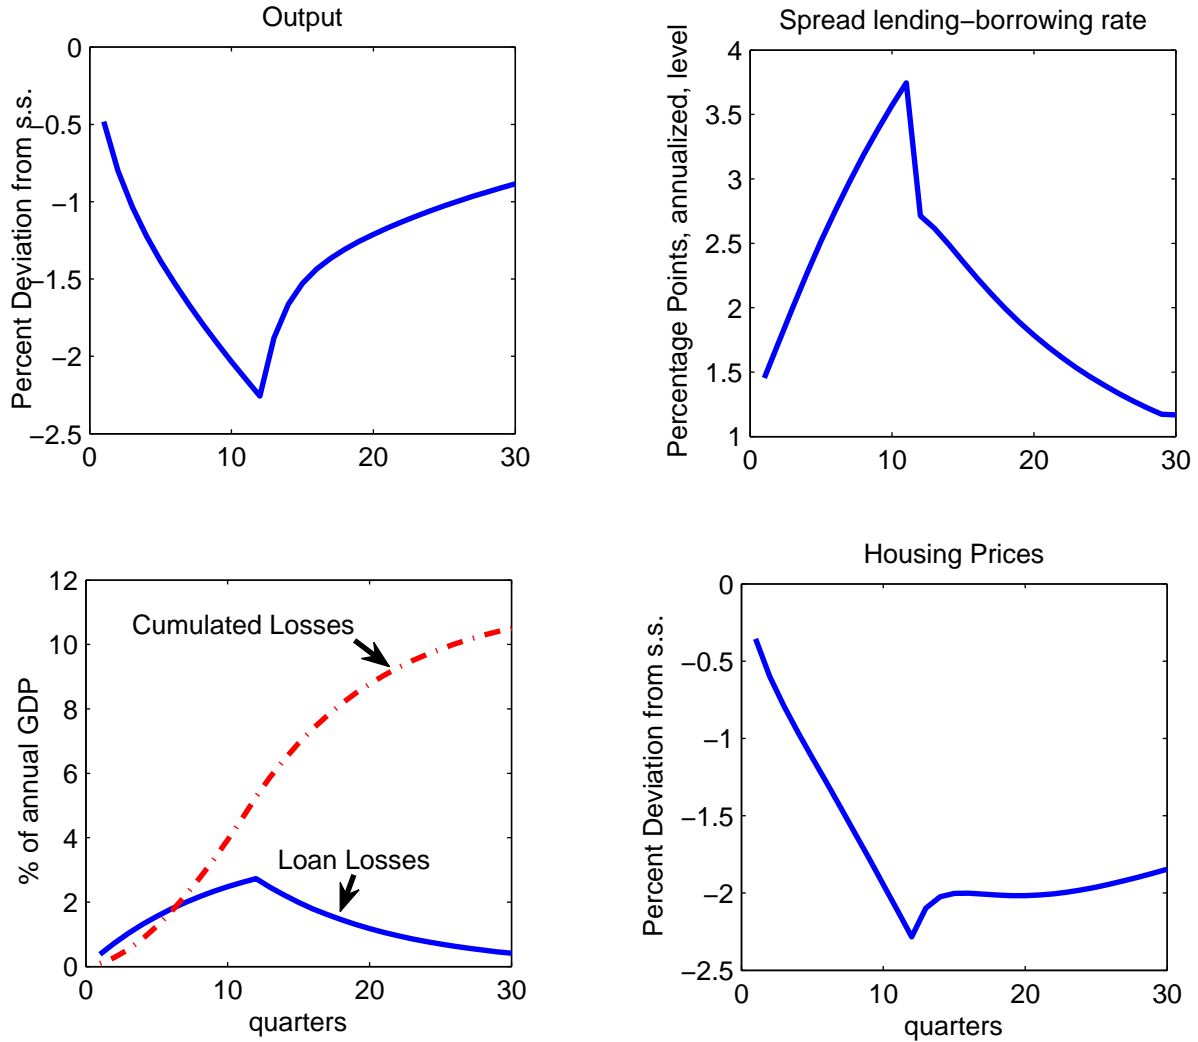 Output
Percent Deviation from s.s.
0
−0.5
−1
−1.5
−2
−2.5
0 10 20 30
Spread lending−borrowing rate
Percentage Points, annualized, level
4
3.5
3
2.5
2
1.5
1
0 10 20 30
% of annual GDP
12
10
8
6
4
2
0
Cumulated Losses
Loan Losses
0 10 20 30
quarters
Housing Prices
Percent Deviation from s.s.
0
−0.5
−1
−1.5
−2
−2.5
0 10 20 30
quarters